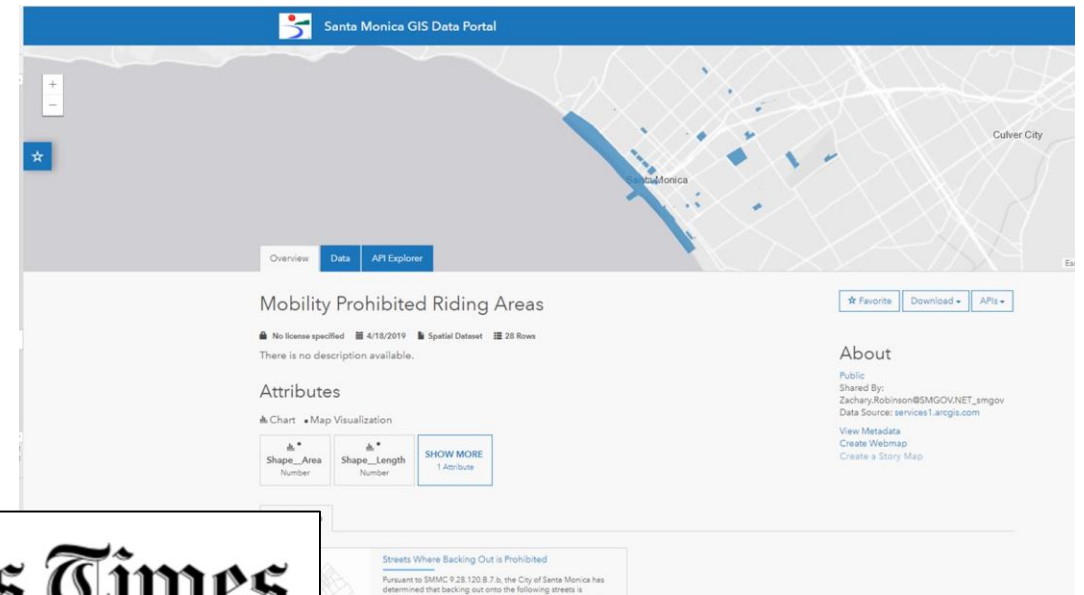 Santa Monica GIS Data Portal
+
−
Culver City
Santa Monica
Overview
Data
API Explorer
Mobility Prohibited Riding Areas
No license specified 4/18/2019 Spatial Dataset 28 Rows
There is no description available.
Attributes
Chart Map Visualization
Shape__Area
Number
Shape__Length
Number
SHOW MORE
1 Attribute
Favorite
Download
APIs
About
Public
Shared By:
Zachary.Robinson@SMGOV.NET_smgov
Data Source: services1.arcgis.com
View Metadata
Create Webmap
Create a Story Map
Streets Where Backing Out is Prohibited
Pursuant to SMMC 9.28.120.B.7.b, the City of Santa Monica has
determined that backing out onto the following streets is
Times